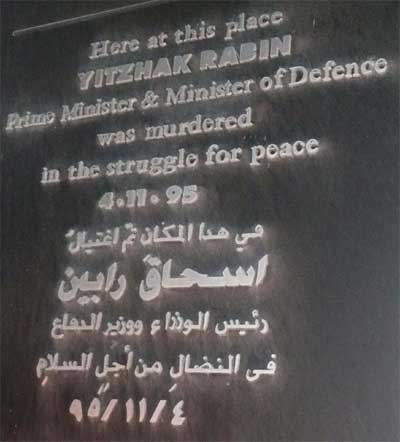 Here at this place
YITZHAK RABIN
Prime Minister & Minister of Defence
was murdered
in the struggle for peace
4·11·95
في هذا المكان تم اغتيال
اسحاق رابين
رئيس الوزراء ووزير الدفاع
في النضال من أجل السلام
٩٥/١١/٤